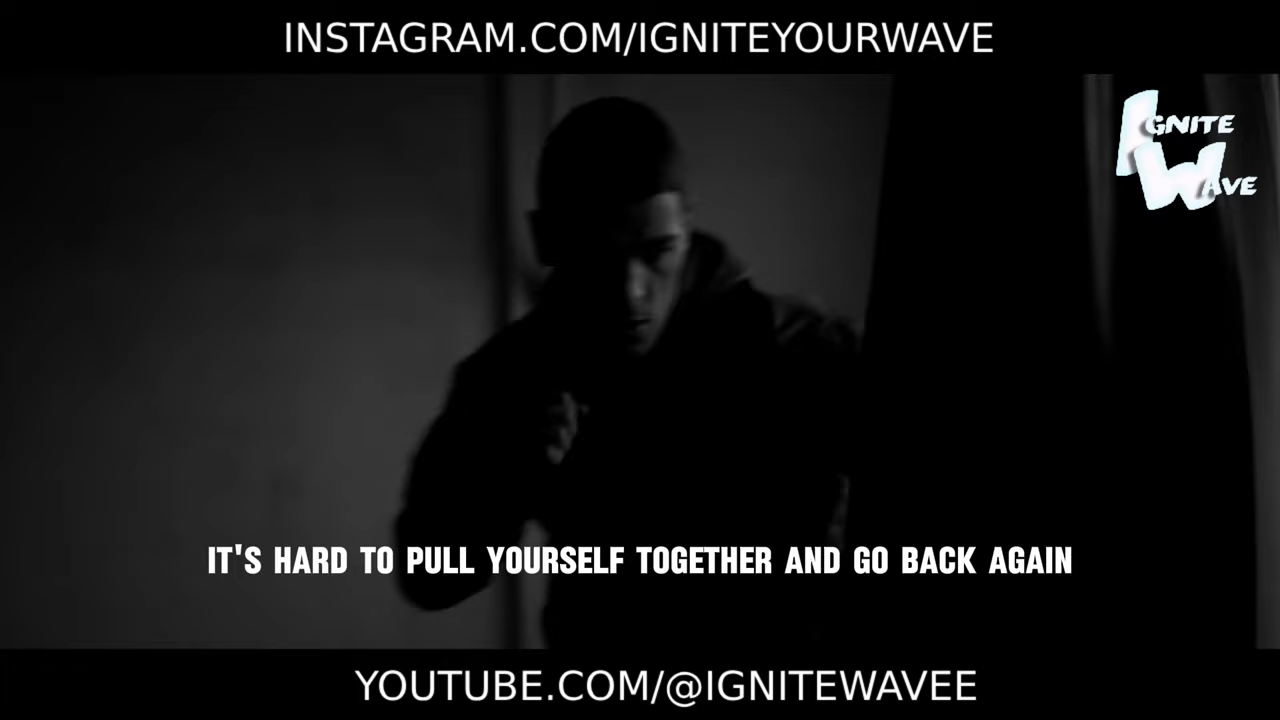 INSTAGRAM.COM/IGNITEYOURWAVE
IGNITE
WAVE
IT'S HARD TO PULL YOURSELF TOGETHER AND GO BACK AGAIN
YOUTUBE.COM/@IGNITEWAVEE